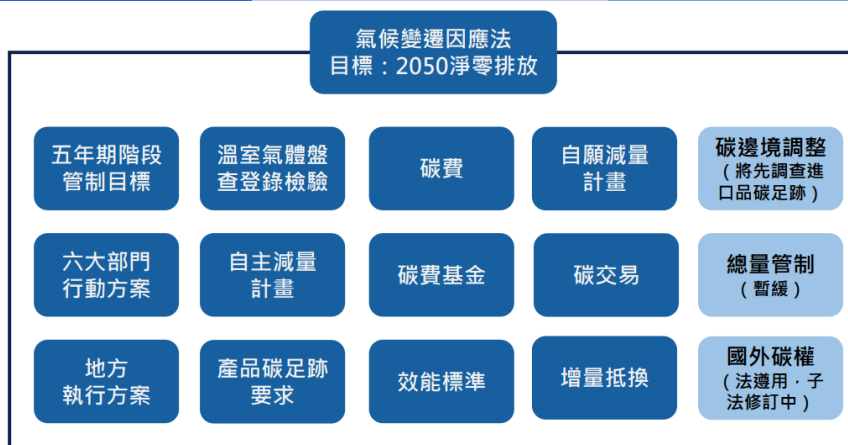 氣候變遷因應法
目標：2050淨零排放
五年期階段
管制目標
溫室氣體盤
查登錄檢驗
碳費
自願減量
計畫
碳邊境調整
（將先調查進
口品碳足跡）
六大部門
行動方案
自主減量
計畫
碳費基金
碳交易
總量管制
（暫緩）
地方
執行方案
產品碳足跡
要求
效能標準
增量抵換
國外碳權
（法遵用．子
法修訂中）